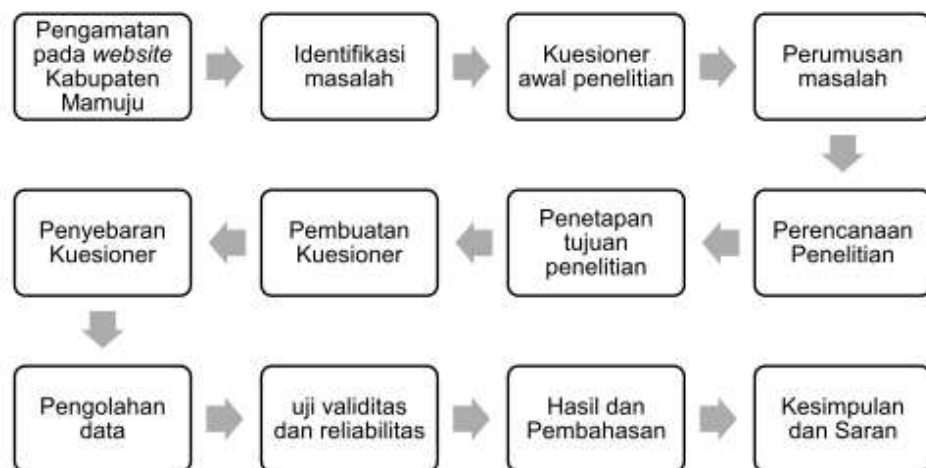 Pengamatan
pada website
Kabupaten
Mamuju
Identifikasi
masalah
Kuesioner
awal penelitian
Perumusan
masalah
Perencanaan
Penelitian
Penetapan
tujuan
penelitian
Pembuatan
Kuesioner
Penyebaran
Kuesioner
Pengolahan
data
uji validitas
dan reliabilitas
Hasil dan
Pembahasan
Kesimpulan
dan Saran